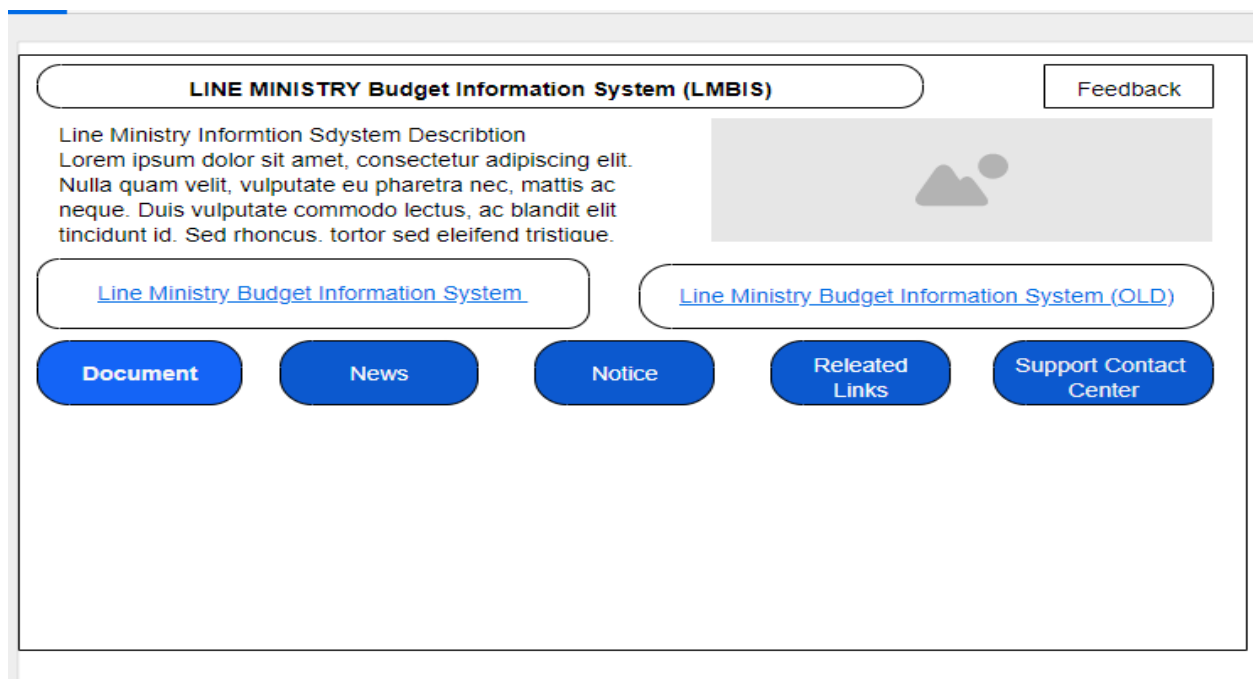 LINE MINISTRY Budget Information System (LMBIS)
Feedback
Line Ministry Informtion Sdystem Describtion
Lorem ipsum dolor sit amet, consectetur adipiscing elit.
Nulla quam velit, vulputate eu pharetra nec, mattis ac
neque. Duis vulputate commodo lectus, ac blandit elit
tincidunt id. Sed rhoncus, tortor sed eleifend tristique.
Line Ministry Budget Information System
Line Ministry Budget Information System (OLD)
Document
News
Notice
Releated
Links
Support Contact
Center